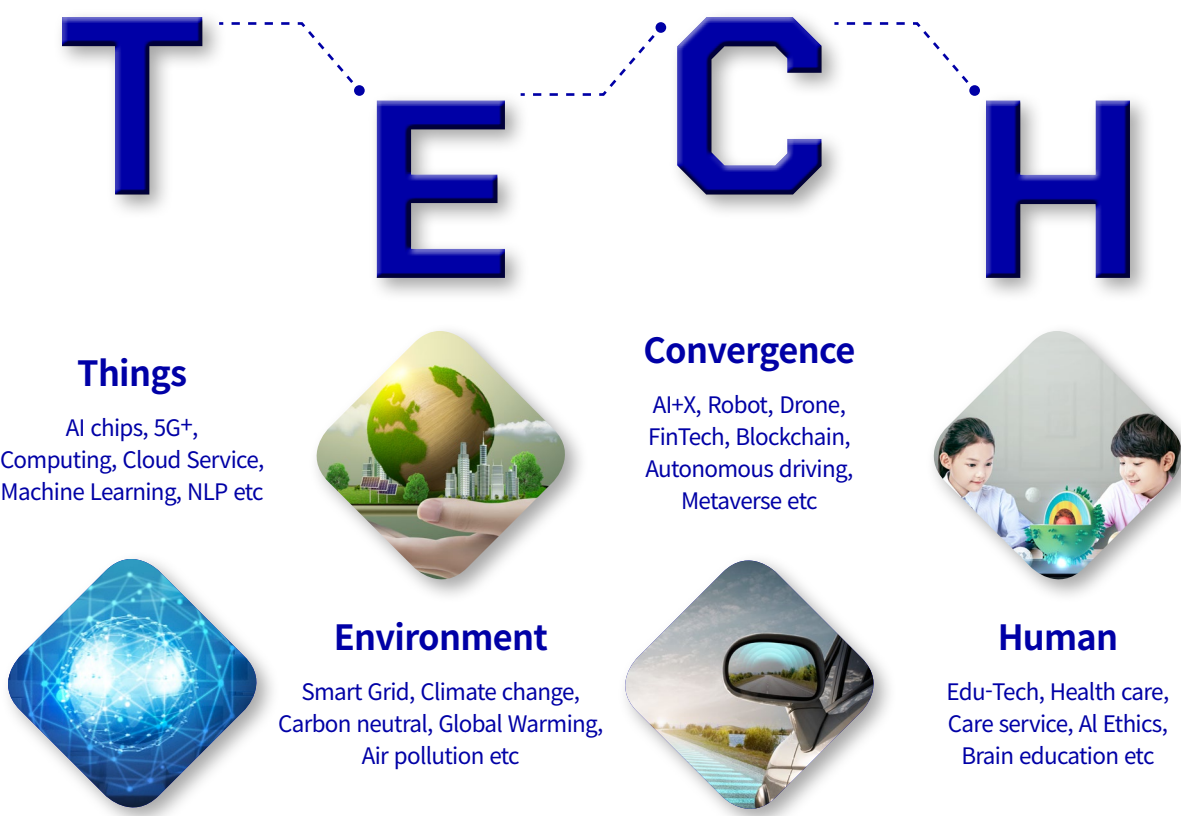 T
E
C
H
Things
AI chips, 5G+,
Computing, Cloud Service,
Machine Learning, NLP etc
Environment
Smart Grid, Climate change,
Carbon neutral, Global Warming,
Air pollution etc
Convergence
AI+X, Robot, Drone,
FinTech, Blockchain,
Autonomous driving,
Metaverse etc
Human
Edu-Tech, Health care,
Care service, Al Ethics,
Brain education etc